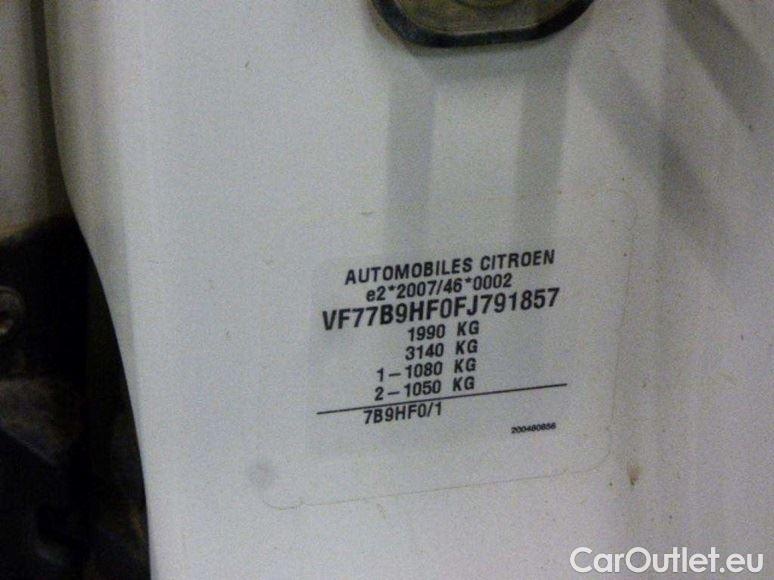 AUTOMOBILES CITROEN
e2*2007/46*0002
VF77B9HF0FJ791857
1990 KG
3140 KG
1-1080 KG
2-1050 KG
7B9HF0/1
200480856
CarOutlet.eu